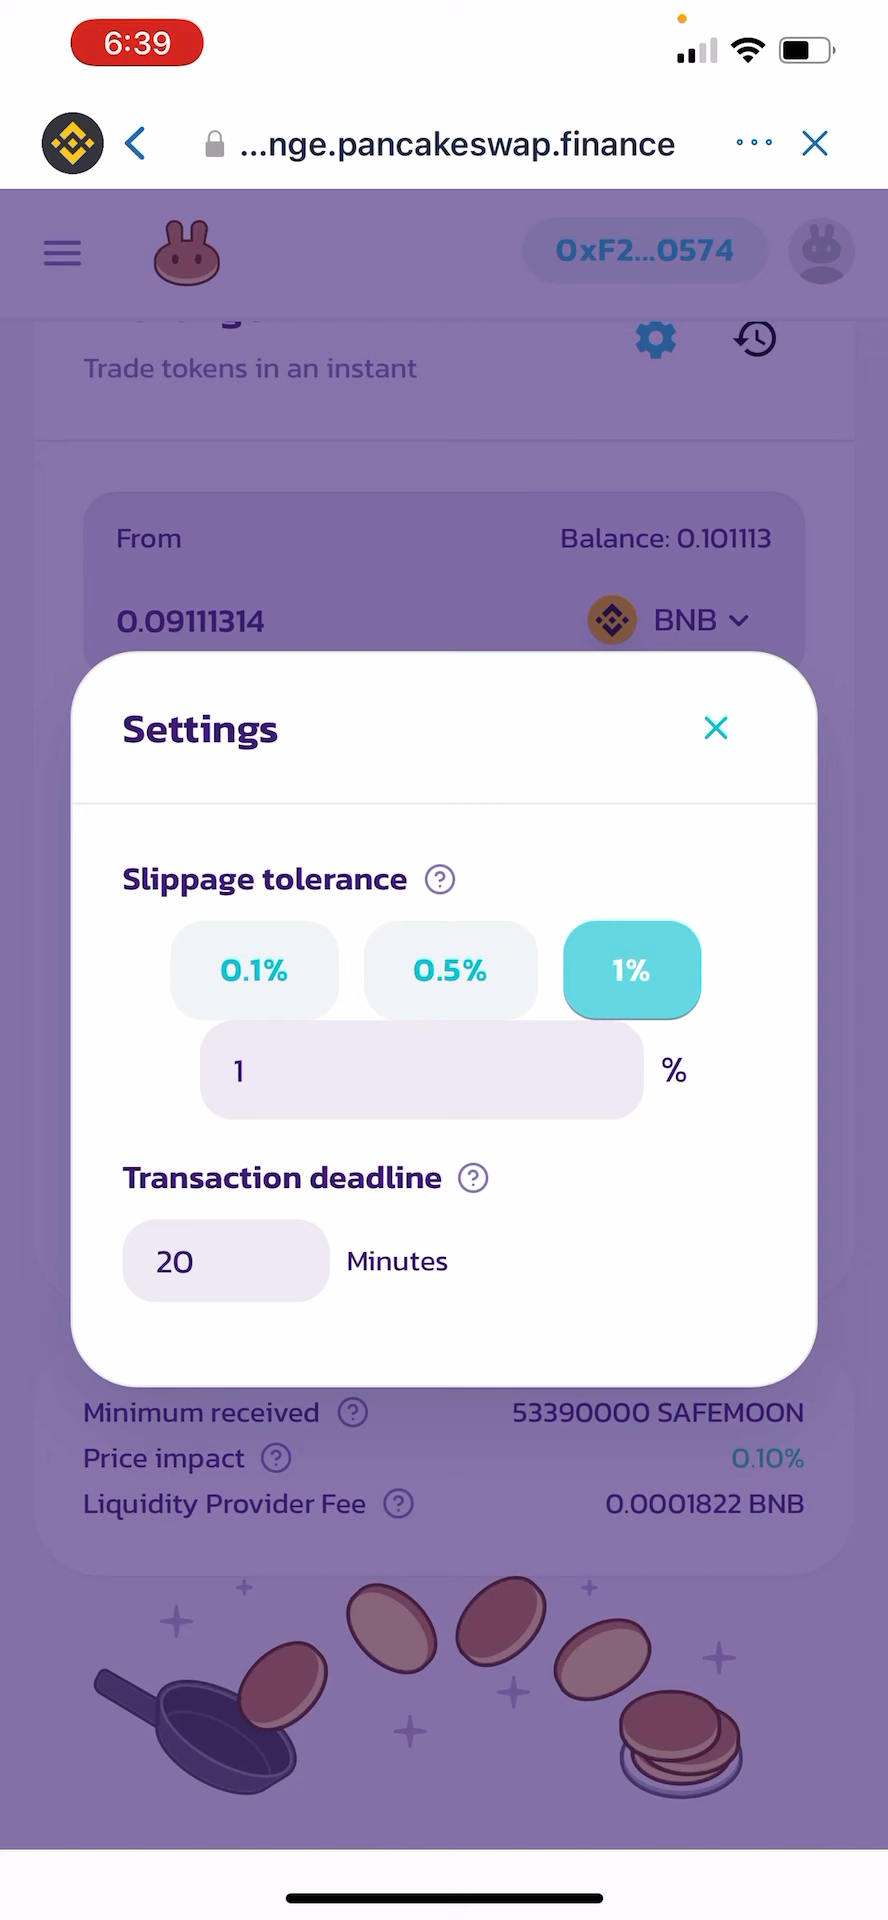 6:39
...nge.pancakeswap.finance
0xF2...0574
Trade tokens in an instant
From
Balance: 0.101113
0.09111314
BNB
Settings
Slippage tolerance
0.1%
0.5%
1%
1
%
Transaction deadline
20
Minutes
Minimum received
53390000 SAFEMOON
Price impact
0.10%
Liquidity Provider Fee
0.0001822 BNB